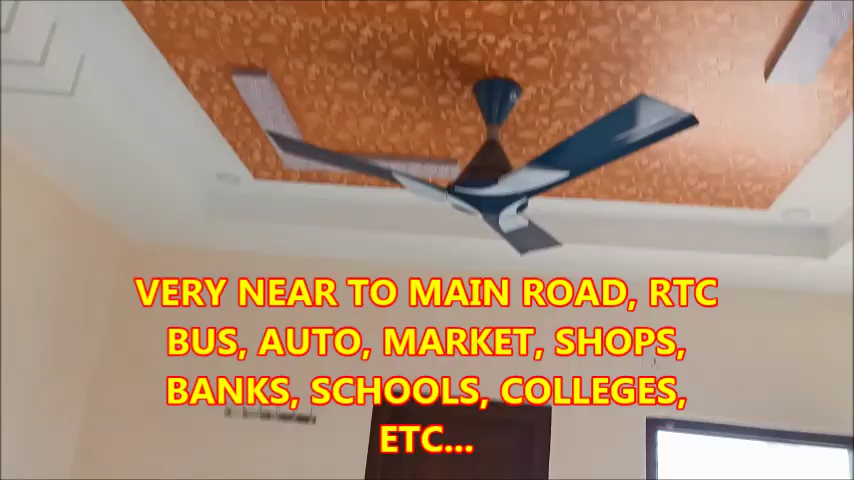 VERY NEAR TO MAIN ROAD, RTC
BUS, AUTO, MARKET, SHOPS,
BANKS, SCHOOLS, COLLEGES,
ETC...